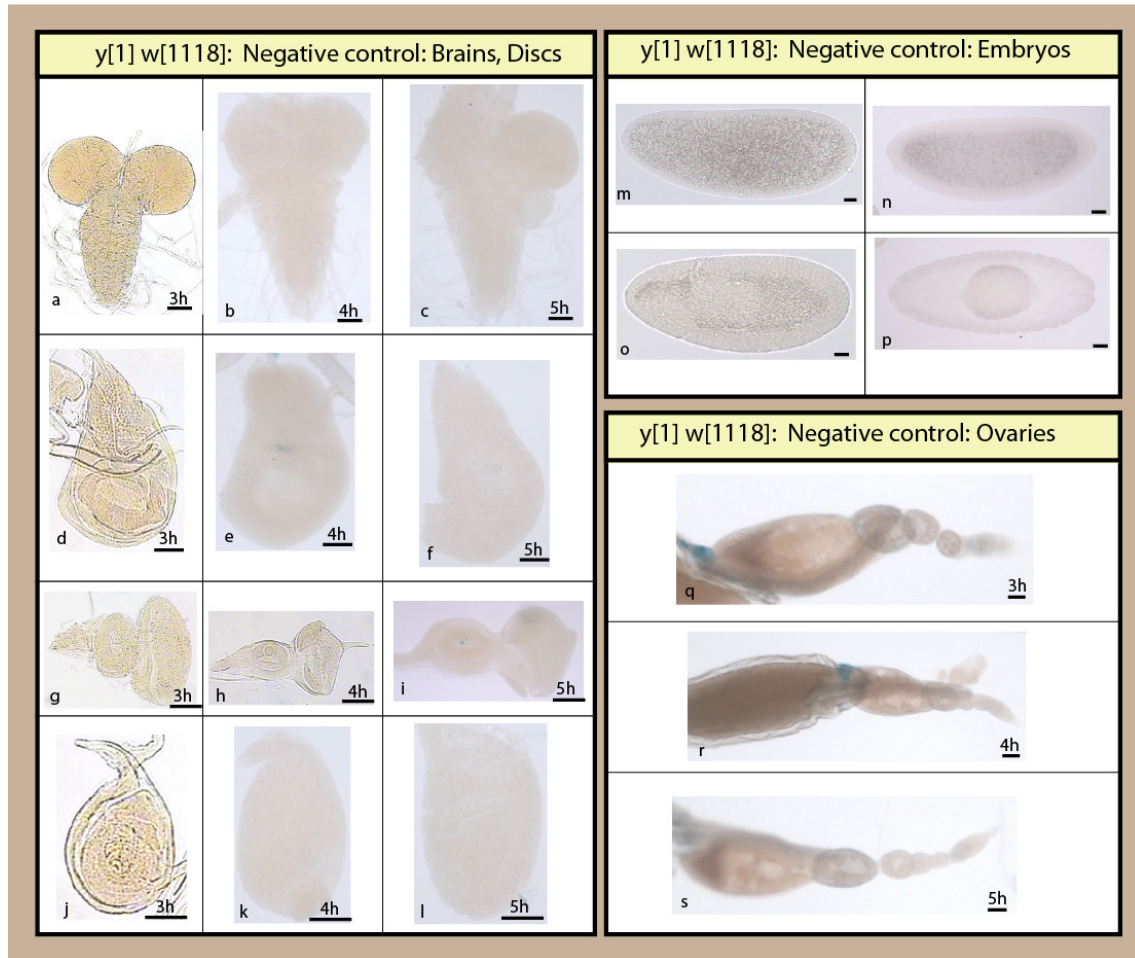 y[1] w[1118]: Negative control: Brains, Discs
a 3h b 4h c 5h
d 3h e 4h f 5h
g 3h h 4h i 5h
j 3h k 4h l 5h
y[1] w[1118]: Negative control: Embryos
m n
o p
y[1] w[1118]: Negative control: Ovaries
q 3h
r 4h
s 5h